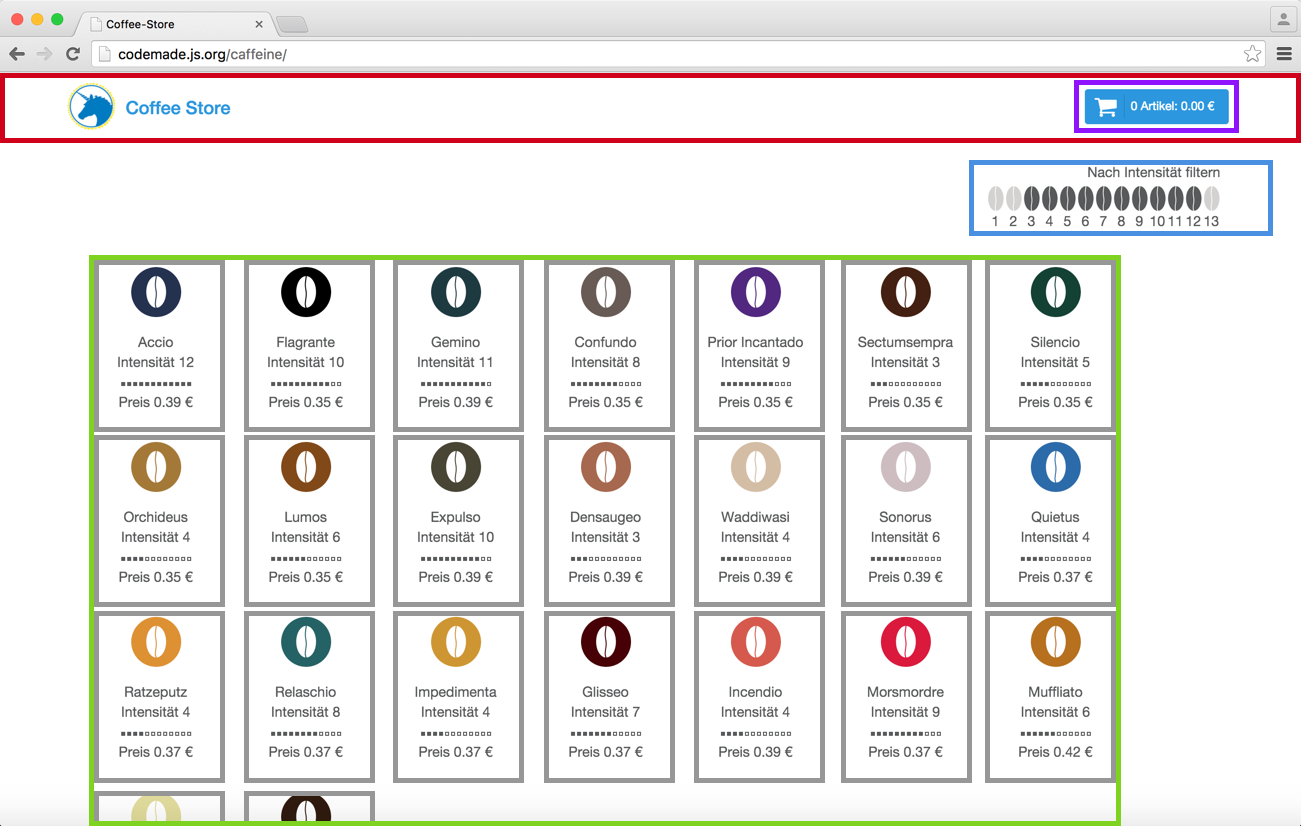 Coffee-Store
codemade.js.org/caffeine/
Coffee Store
0 Artikel: 0.00 €
Nach Intensität filtern
1 2 3 4 5 6 7 8 9 10 11 12 13
Accio Flagrante Gemino Confundo Prior Incantado Sectumsempra Silencio
Intensität 12 Intensität 10 Intensität 11 Intensität 8 Intensität 9 Intensität 3 Intensität 5
Preis 0.39 € Preis 0.35 € Preis 0.39 € Preis 0.35 € Preis 0.35 € Preis 0.35 € Preis 0.35 €
Orchideus Lumos Expulso Densaugeo Waddiwasi Sonorus Quietus
Intensität 4 Intensität 6 Intensität 10 Intensität 3 Intensität 4 Intensität 6 Intensität 4
Preis 0.35 € Preis 0.35 € Preis 0.39 € Preis 0.39 € Preis 0.39 € Preis 0.39 € Preis 0.37 €
Ratzeputz Relaschio Impedimenta Glisseo Incendio Morsmordre Muffliato
Intensität 4 Intensität 8 Intensität 4 Intensität 7 Intensität 4 Intensität 9 Intensität 6
Preis 0.37 € Preis 0.37 € Preis 0.37 € Preis 0.37 € Preis 0.39 € Preis 0.37 € Preis 0.42 €